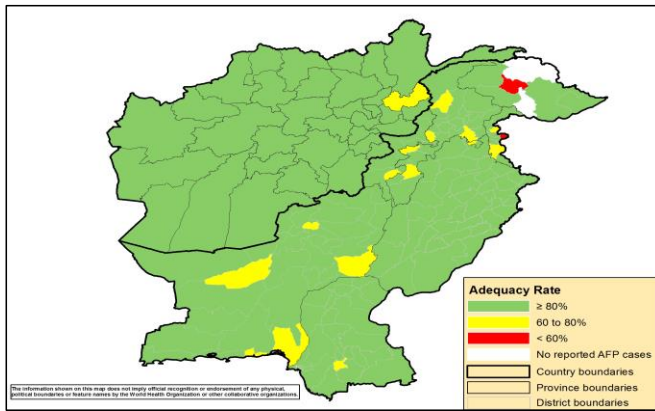 Adequacy Rate
≥ 80%
60 to 80%
< 60%
No reported AFP cases
Country boundaries
Province boundaries
District boundaries
The information shown on this map does not imply official recognition or endorsement of any physical,
political boundaries or feature names by the World Health Organization or other collaborative organizations.